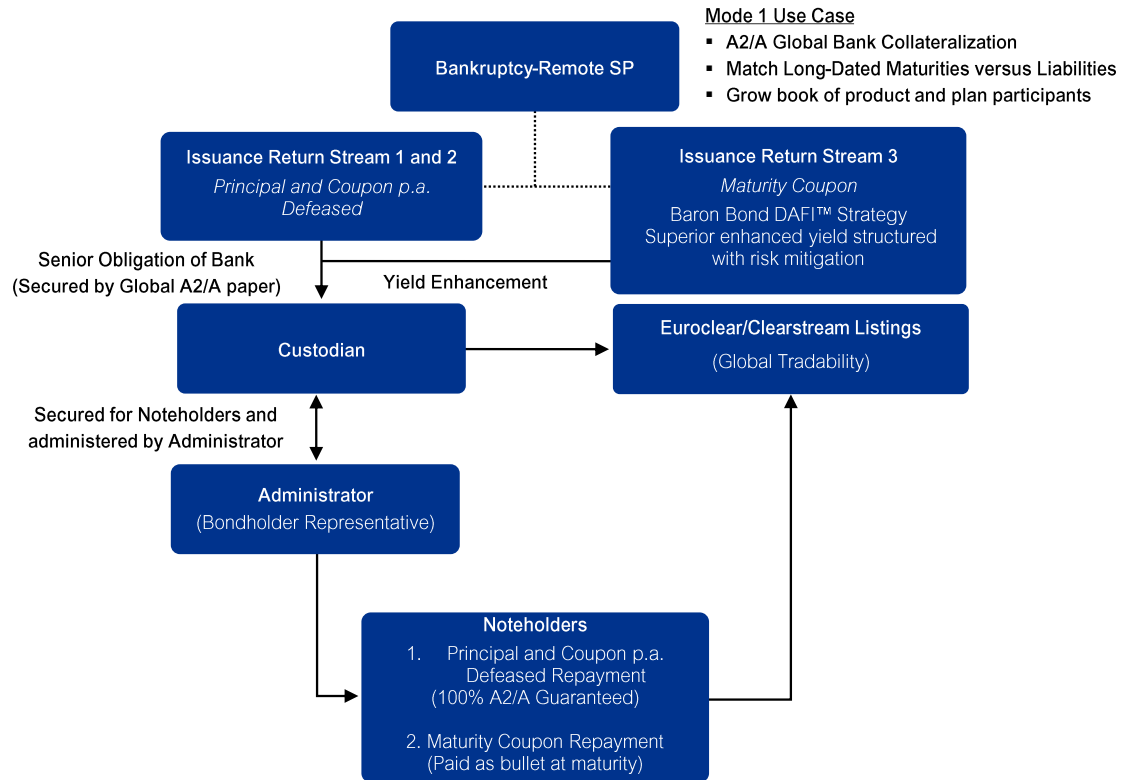 Mode 1 Use Case
▪ A2/A Global Bank Collateralization
▪ Match Long-Dated Maturities versus Liabilities
▪ Grow book of product and plan participants
Bankruptcy-Remote SP
Issuance Return Stream 1 and 2
Principal and Coupon p.a.
Defeased
Issuance Return Stream 3
Maturity Coupon
Baron Bond DAFI™ Strategy
Superior enhanced yield structured
with risk mitigation
Senior Obligation of Bank
(Secured by Global A2/A paper)
Yield Enhancement
Custodian
Euroclear/Clearstream Listings
(Global Tradability)
Secured for Noteholders and
administered by Administrator
Administrator
(Bondholder Representative)
Noteholders
1. Principal and Coupon p.a.
Defeased Repayment
(100% A2/A Guaranteed)
2. Maturity Coupon Repayment
(Paid as bullet at maturity)